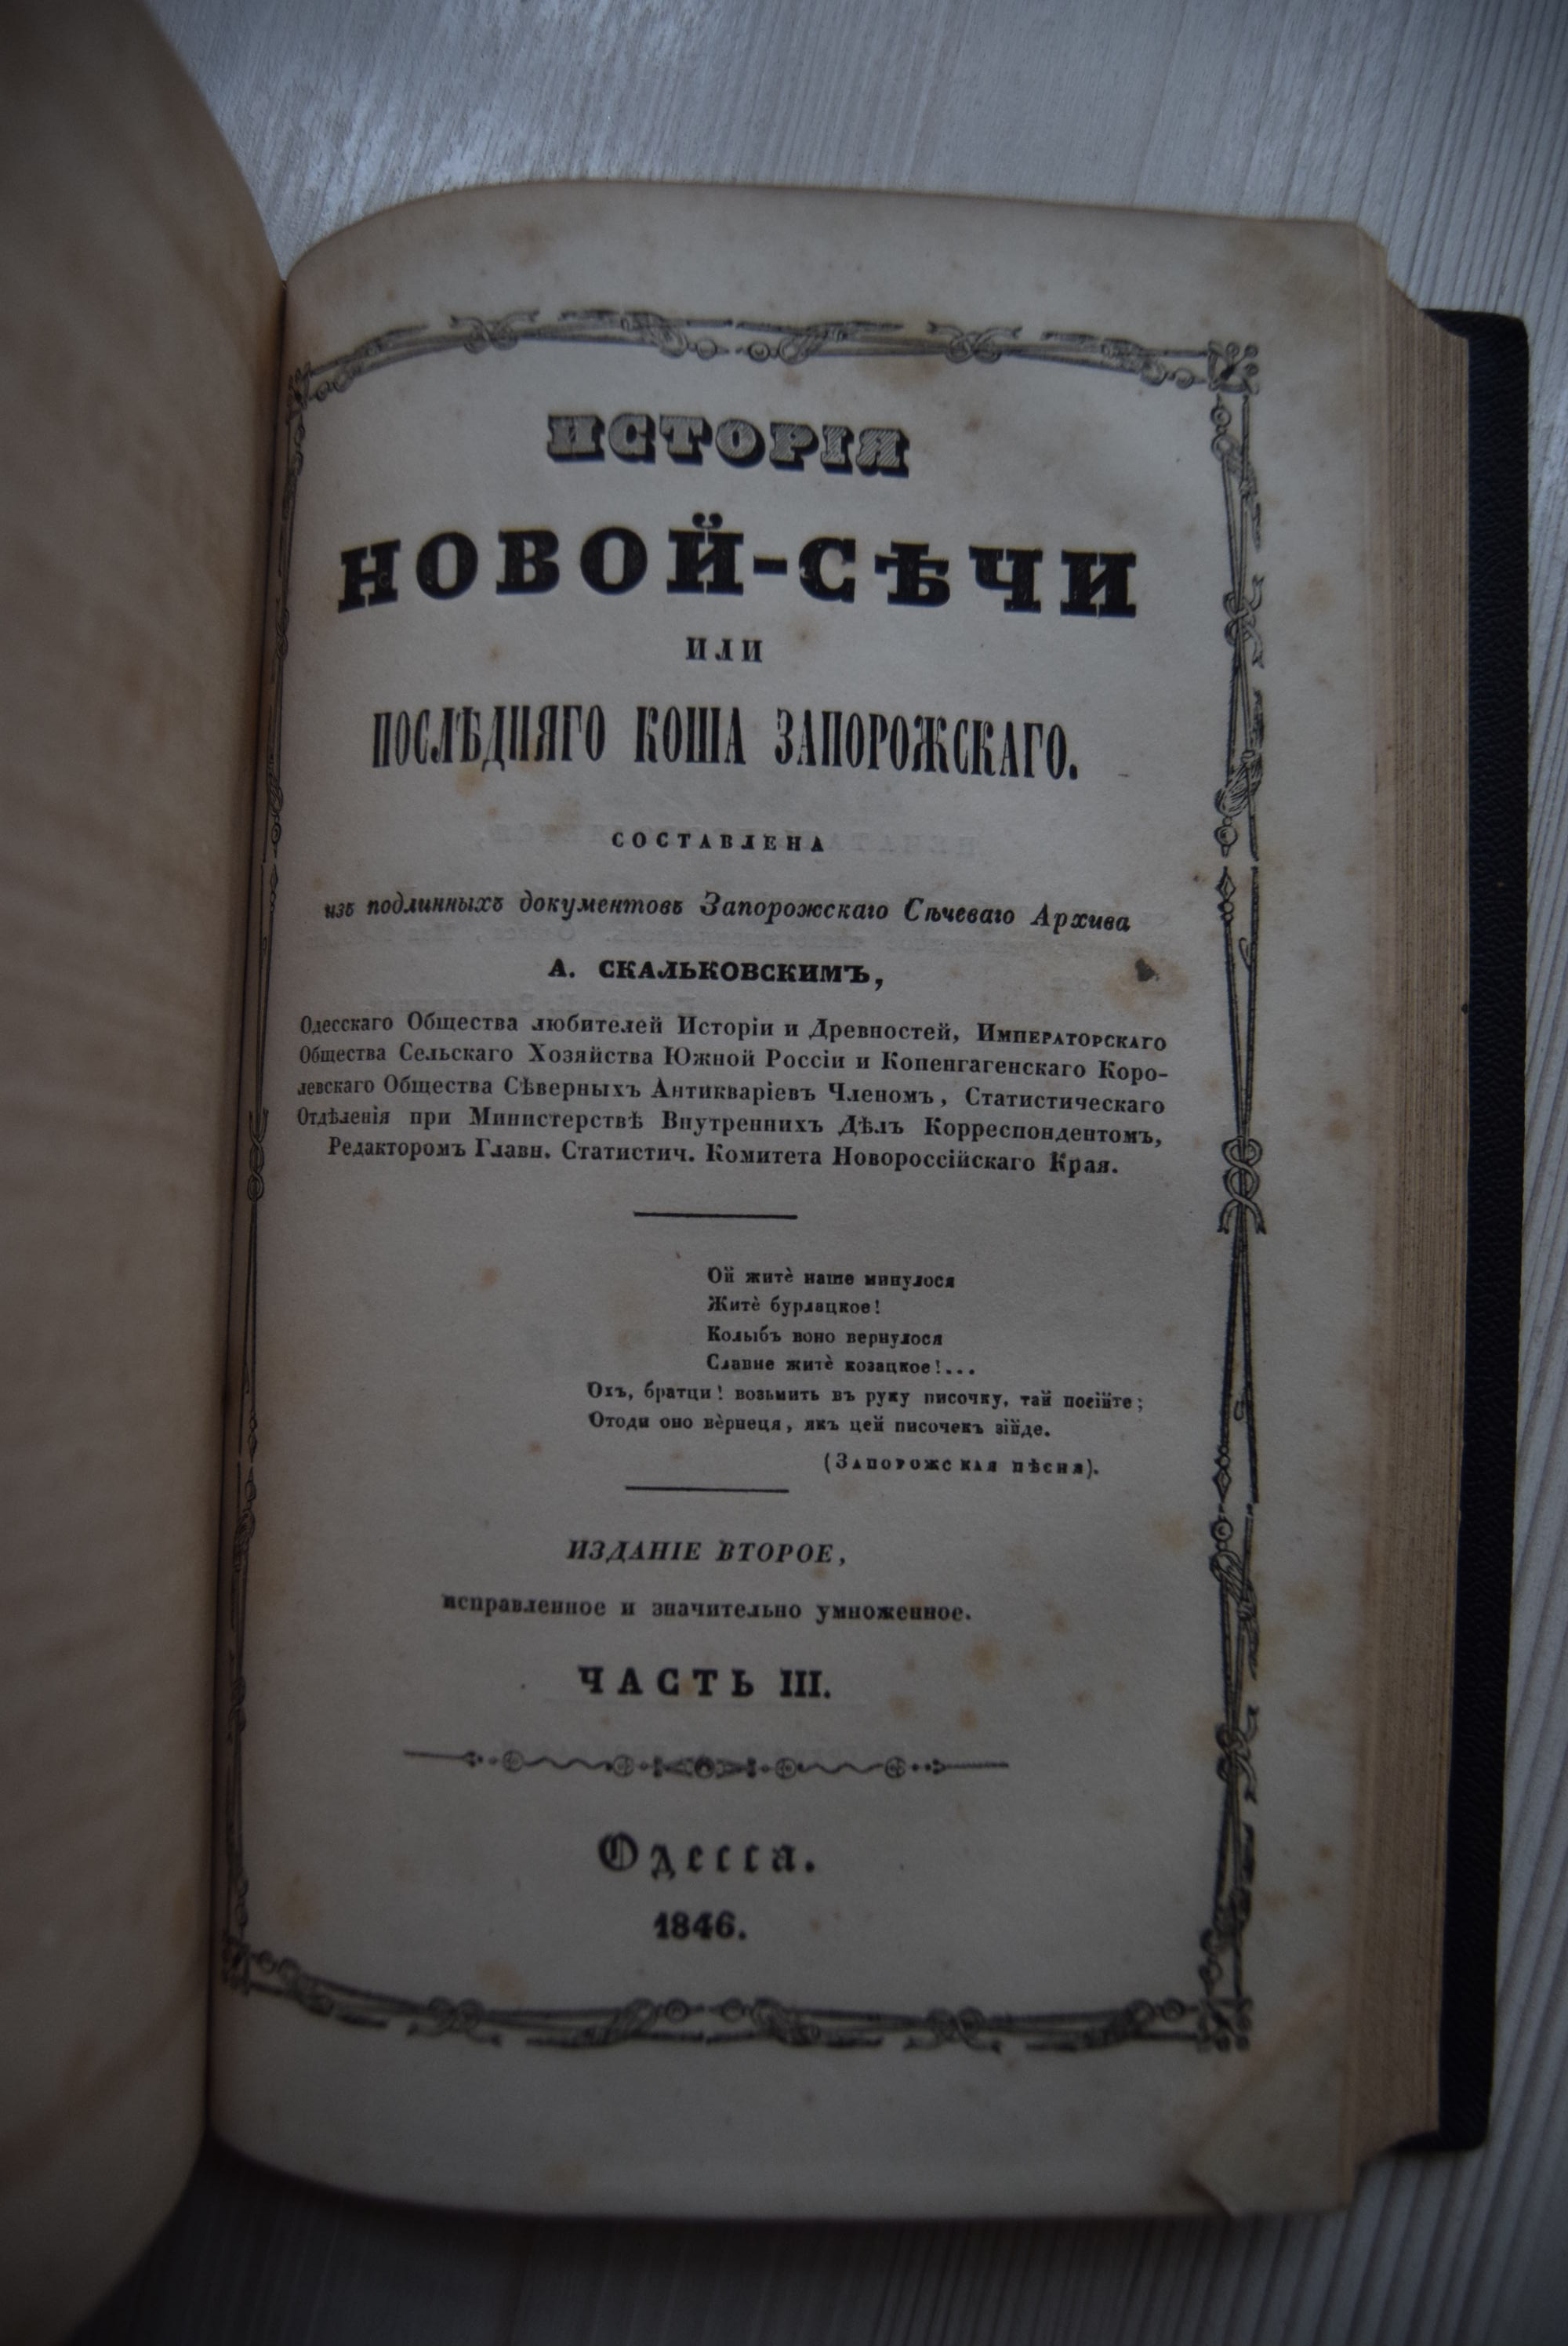 ИСТОРІЯ
НОВОЙ-СѢЧИ
ИЛИ
ПОСЛѢДНЯГО КОША ЗАПОРОЖСКАГО.
СОСТАВЛЕНА
изъ подлинныхъ документовъ Запорожскаго Сѣчеваго Архива
А. СКАЛЬКОВСКИМЪ,
Одесскаго Общества любителей Исторіи и Древностей, Императорскаго
Общества Сельскаго Хозяйства Южной Россіи и Копенгагенскаго Коро-
левскаго Общества Сѣверныхъ Антикваріевъ Членомъ, Статистическаго
Отдѣленія при Министерствѣ Внутреннихъ Дѣлъ Корреспондентомъ,
Редакторомъ Главн. Статистич. Комитета Новороссійскаго Края.
Ой житѐ наше минулося
Житѐ бурлацкое!
Колыбъ воно вернулося
Славне житѐ козацкое!...
Охъ, братци! возьмить въ руку писочку, тай посійте;
Отоди оно вѐрнеця, якъ цей писочекъ зійде.
(Запорожская пѣсня).
ИЗДАНІЕ ВТОРОЕ,
исправленное и значительно умноженное.
ЧАСТЬ III.
Одесса.
1846.